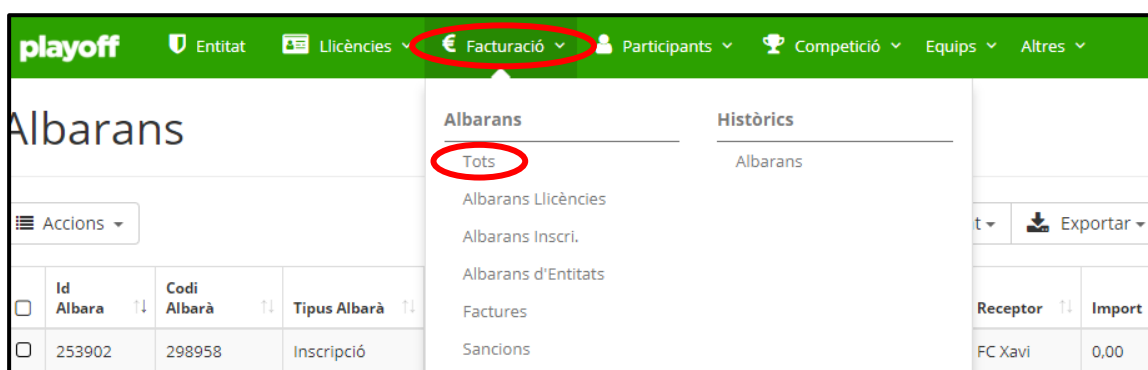 playoff Entitat Llicències Facturació Participants Competició Equips Altres
Albarans
Albarans Històrics
Tots Albarans
Albarans Llicències
Accions Exportar
Albarans Inscri.
Albarans d'Entitats
Id Albara Codi Albarà Tipus Albarà Receptor Import
Factures
253902 298958 Inscripció FC Xavi 0,00
Sancions